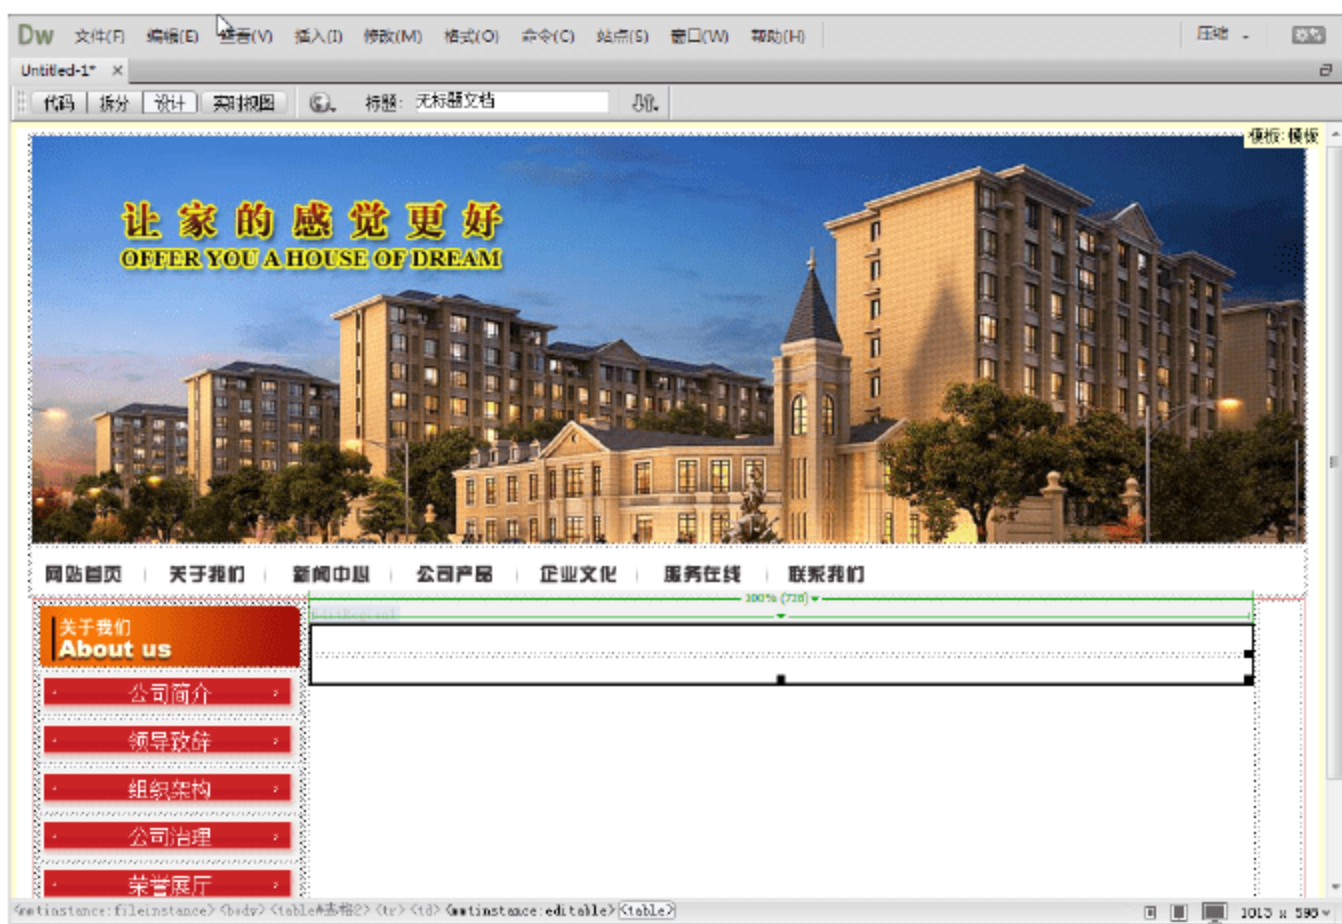 Dw 文件(F) 编辑(E) 查看(V) 插入(I) 修改(M) 格式(O) 命令(C) 站点(S) 窗口(W) 帮助(H) 压缩
Untitled-1* ×
代码 拆分 设计 实时视图 标题: 无标题文档
模板:模板
让家的感觉更好
OFFER YOU A HOUSE OF DREAM
网站首页 关于我们 新闻中心 公司产品 企业文化 服务在线 联系我们
100% (728)
EditRegion1
关于我们
About us
公司简介
领导致辞
组织架构
公司治理
荣誉展厅
<mmtinstance:fileinstance> <body> <table#表格2> <tr> <td> <mmtinstance:editable> <table> 1013 x 595